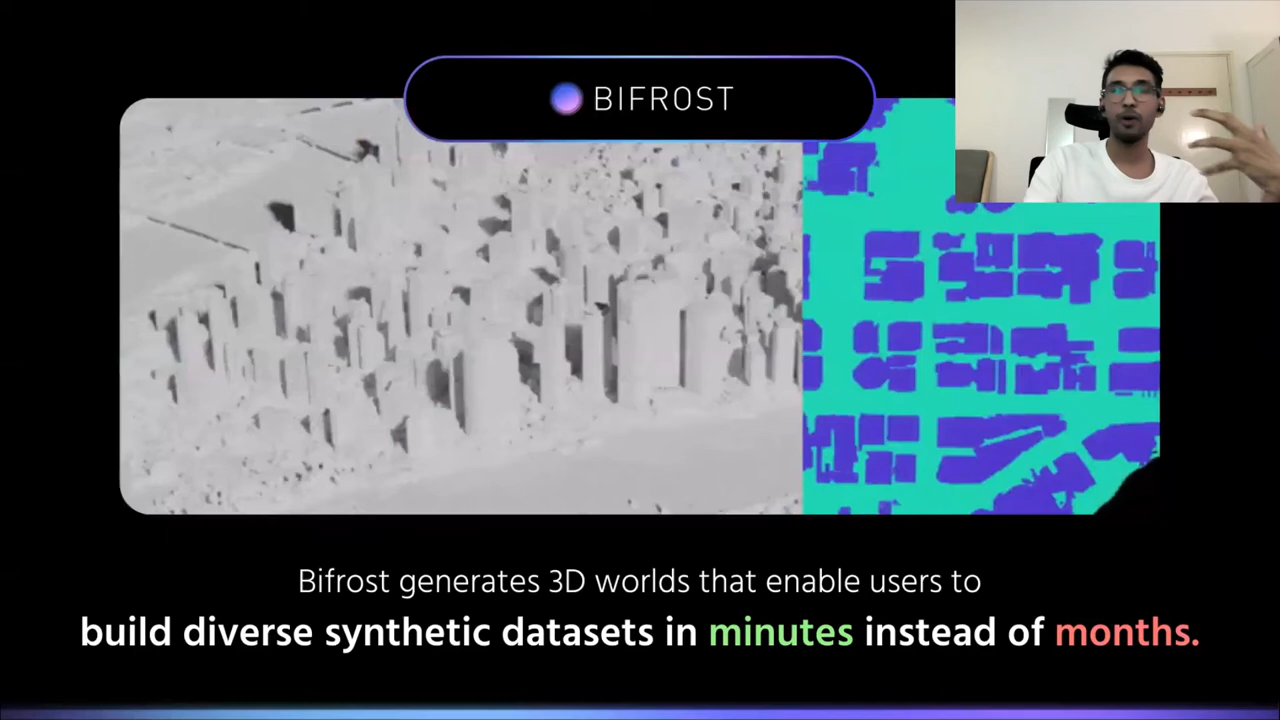 BIFROST
Bifrost generates 3D worlds that enable users to
build diverse synthetic datasets in minutes instead of months.